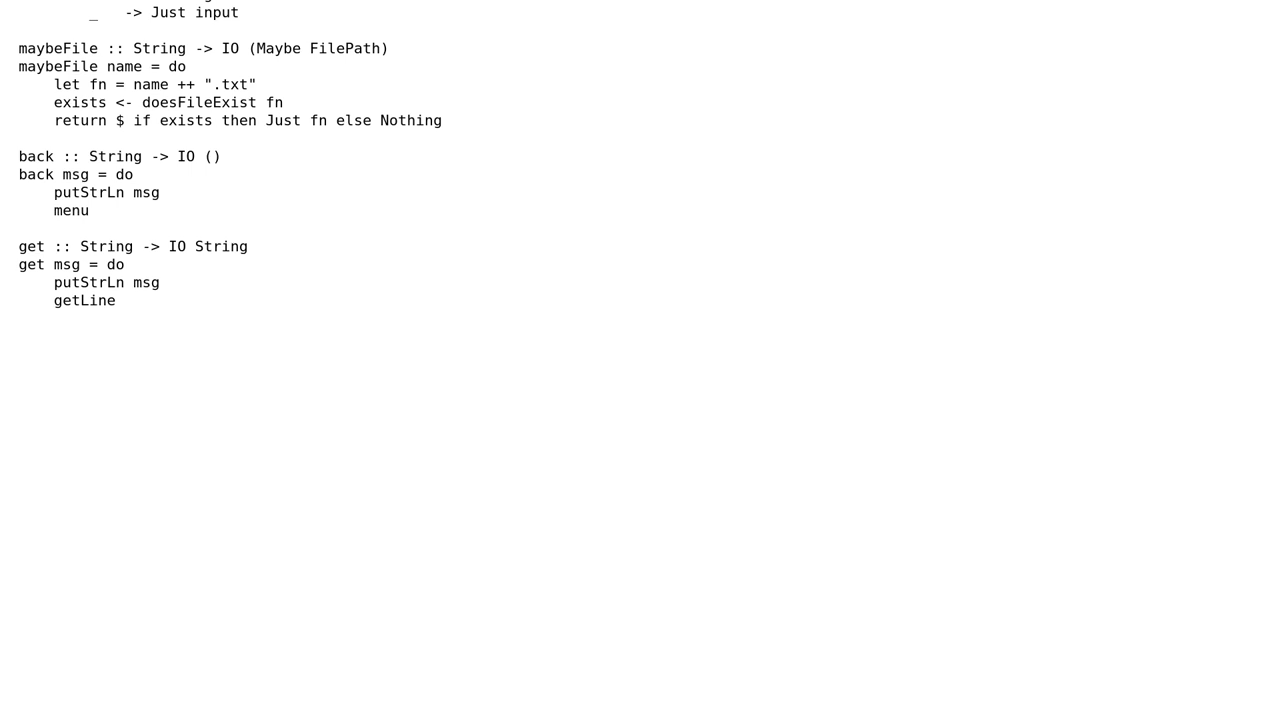 _   -> Just input

maybeFile :: String -> IO (Maybe FilePath)
maybeFile name = do
    let fn = name ++ ".txt"
    exists <- doesFileExist fn
    return $ if exists then Just fn else Nothing

back :: String -> IO ()
back msg = do
    putStrLn msg
    menu

get :: String -> IO String
get msg = do
    putStrLn msg
    getLine